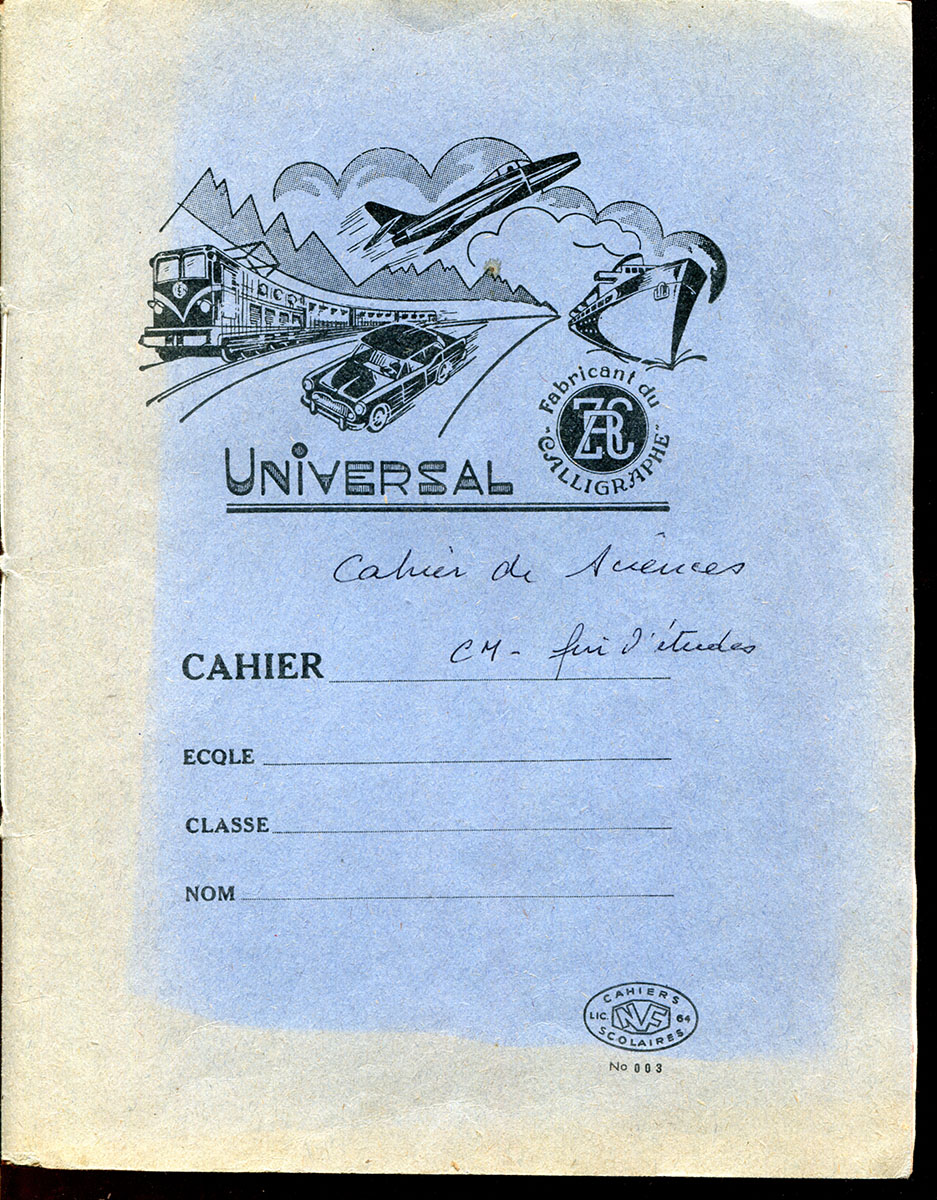 Fabricant du
ZRC
"CALLIGRAPHE"
UNIVERSAL
Cahier de Sciences
CM - fin d'études
CAHIER
ECOLE
CLASSE
NOM
CAHIERS
LIC. NVF 64
SCOLAIRES
No 003